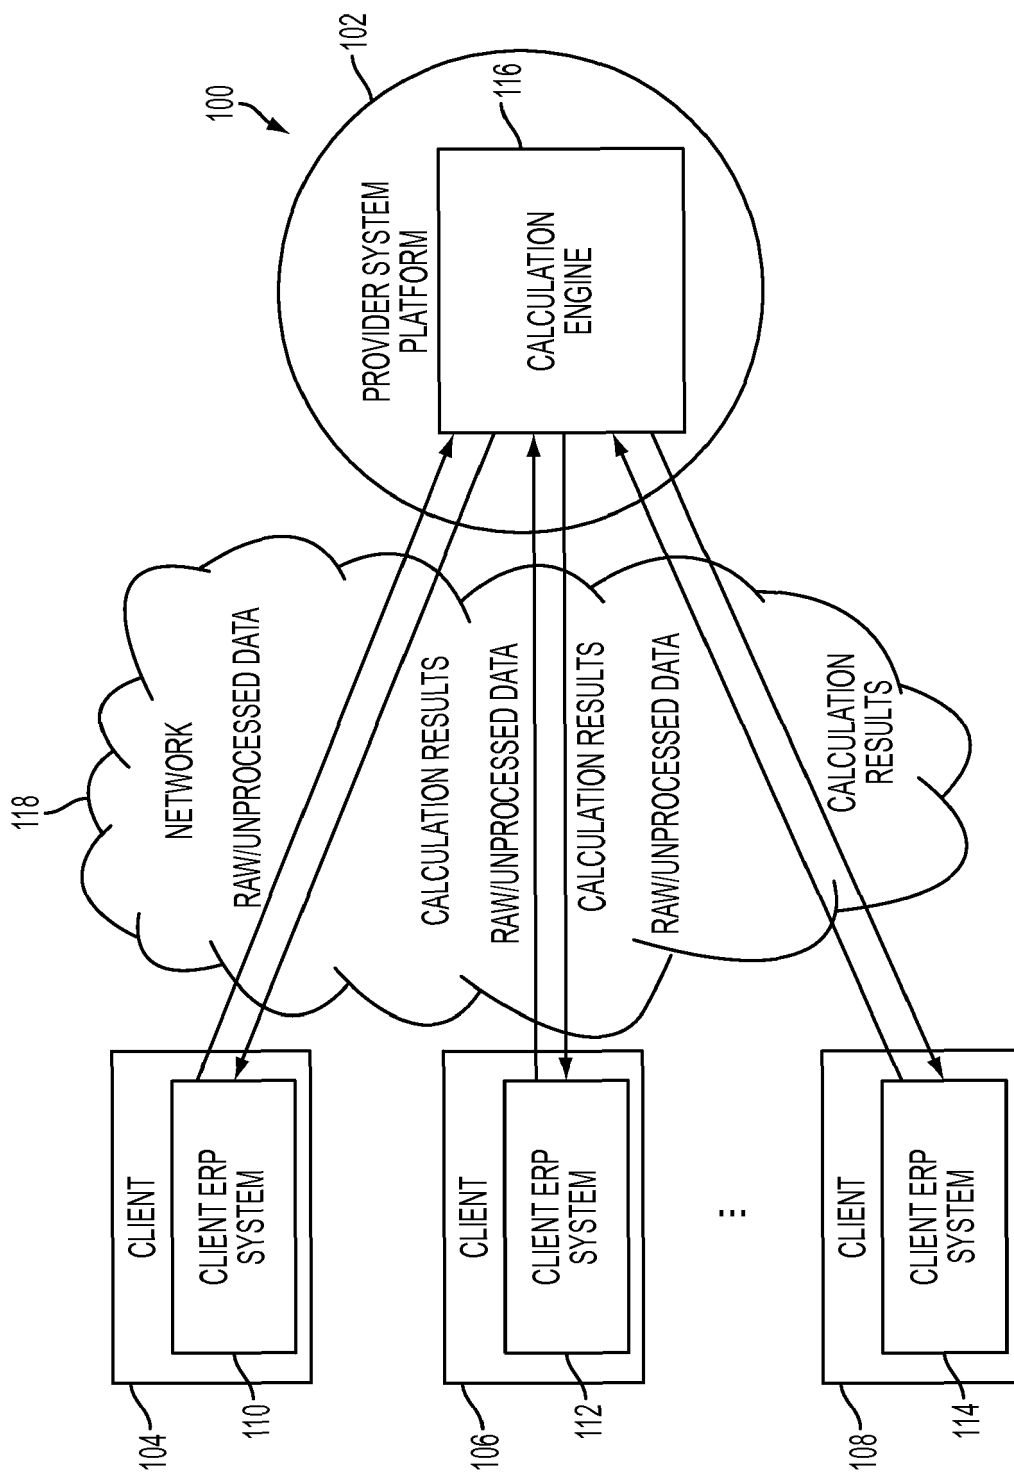 100
102
PROVIDER SYSTEM
PLATFORM
116
CALCULATION
ENGINE
118
NETWORK
RAW/UNPROCESSED DATA
CALCULATION RESULTS
RAW/UNPROCESSED DATA
CALCULATION RESULTS
RAW/UNPROCESSED DATA
CALCULATION
RESULTS
CLIENT
CLIENT ERP
SYSTEM
104
110
CLIENT
CLIENT ERP
SYSTEM
106
112
...
CLIENT
CLIENT ERP
SYSTEM
108
114